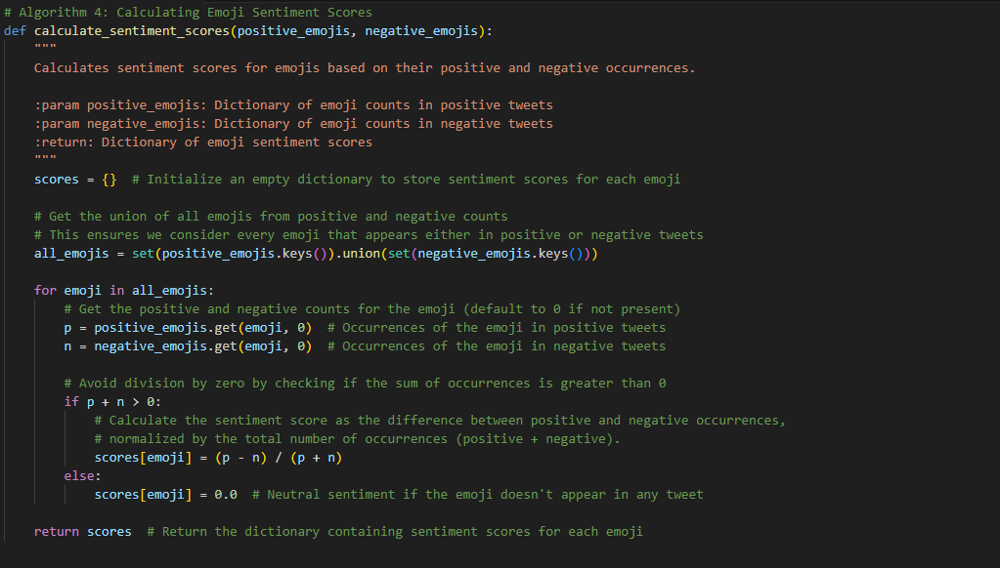 # Algorithm 4: Calculating Emoji Sentiment Scores
def calculate_sentiment_scores(positive_emojis, negative_emojis):
    """
    Calculates sentiment scores for emojis based on their positive and negative occurrences.

    :param positive_emojis: Dictionary of emoji counts in positive tweets
    :param negative_emojis: Dictionary of emoji counts in negative tweets
    :return: Dictionary of emoji sentiment scores
    """
    scores = {}  # Initialize an empty dictionary to store sentiment scores for each emoji

    # Get the union of all emojis from positive and negative counts
    # This ensures we consider every emoji that appears either in positive or negative tweets
    all_emojis = set(positive_emojis.keys()).union(set(negative_emojis.keys()))

    for emoji in all_emojis:
        # Get the positive and negative counts for the emoji (default to 0 if not present)
        p = positive_emojis.get(emoji, 0)  # Occurrences of the emoji in positive tweets
        n = negative_emojis.get(emoji, 0)  # Occurrences of the emoji in negative tweets

        # Avoid division by zero by checking if the sum of occurrences is greater than 0
        if p + n > 0:
            # Calculate the sentiment score as the difference between positive and negative occurrences,
            # normalized by the total number of occurrences (positive + negative).
            scores[emoji] = (p - n) / (p + n)
        else:
            scores[emoji] = 0.0  # Neutral sentiment if the emoji doesn't appear in any tweet

    return scores  # Return the dictionary containing sentiment scores for each emoji